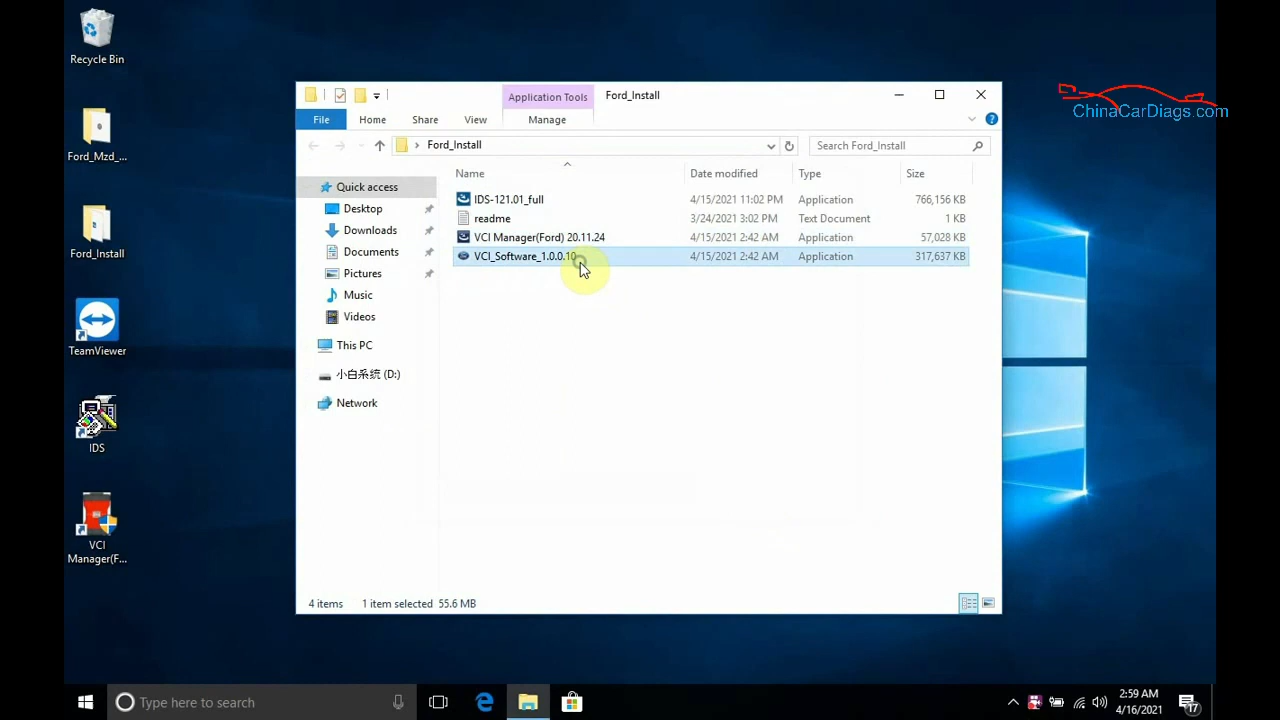 Recycle Bin
Ford_Mzd_...
Ford_Install
TeamViewer
IDS
VCI
Manager(F...
Application Tools
Ford_Install
File
Home
Share
View
Manage
Ford_Install
Search Ford_Install
Quick access
Desktop
Downloads
Documents
Pictures
Music
Videos
This PC
小白系统 (D:)
Network
Name
Date modified
Type
Size
IDS-121.01_full 4/15/2021 11:02 PM Application 766,156 KB
readme 3/24/2021 3:02 PM Text Document 1 KB
VCI Manager(Ford) 20.11.24 4/15/2021 2:42 AM Application 57,028 KB
VCI_Software_1.0.0.10 4/15/2021 2:42 AM Application 317,637 KB
4 items 1 item selected 55.6 MB
ChinaCarDiags.com
Type here to search
2:59 AM
4/16/2021
17